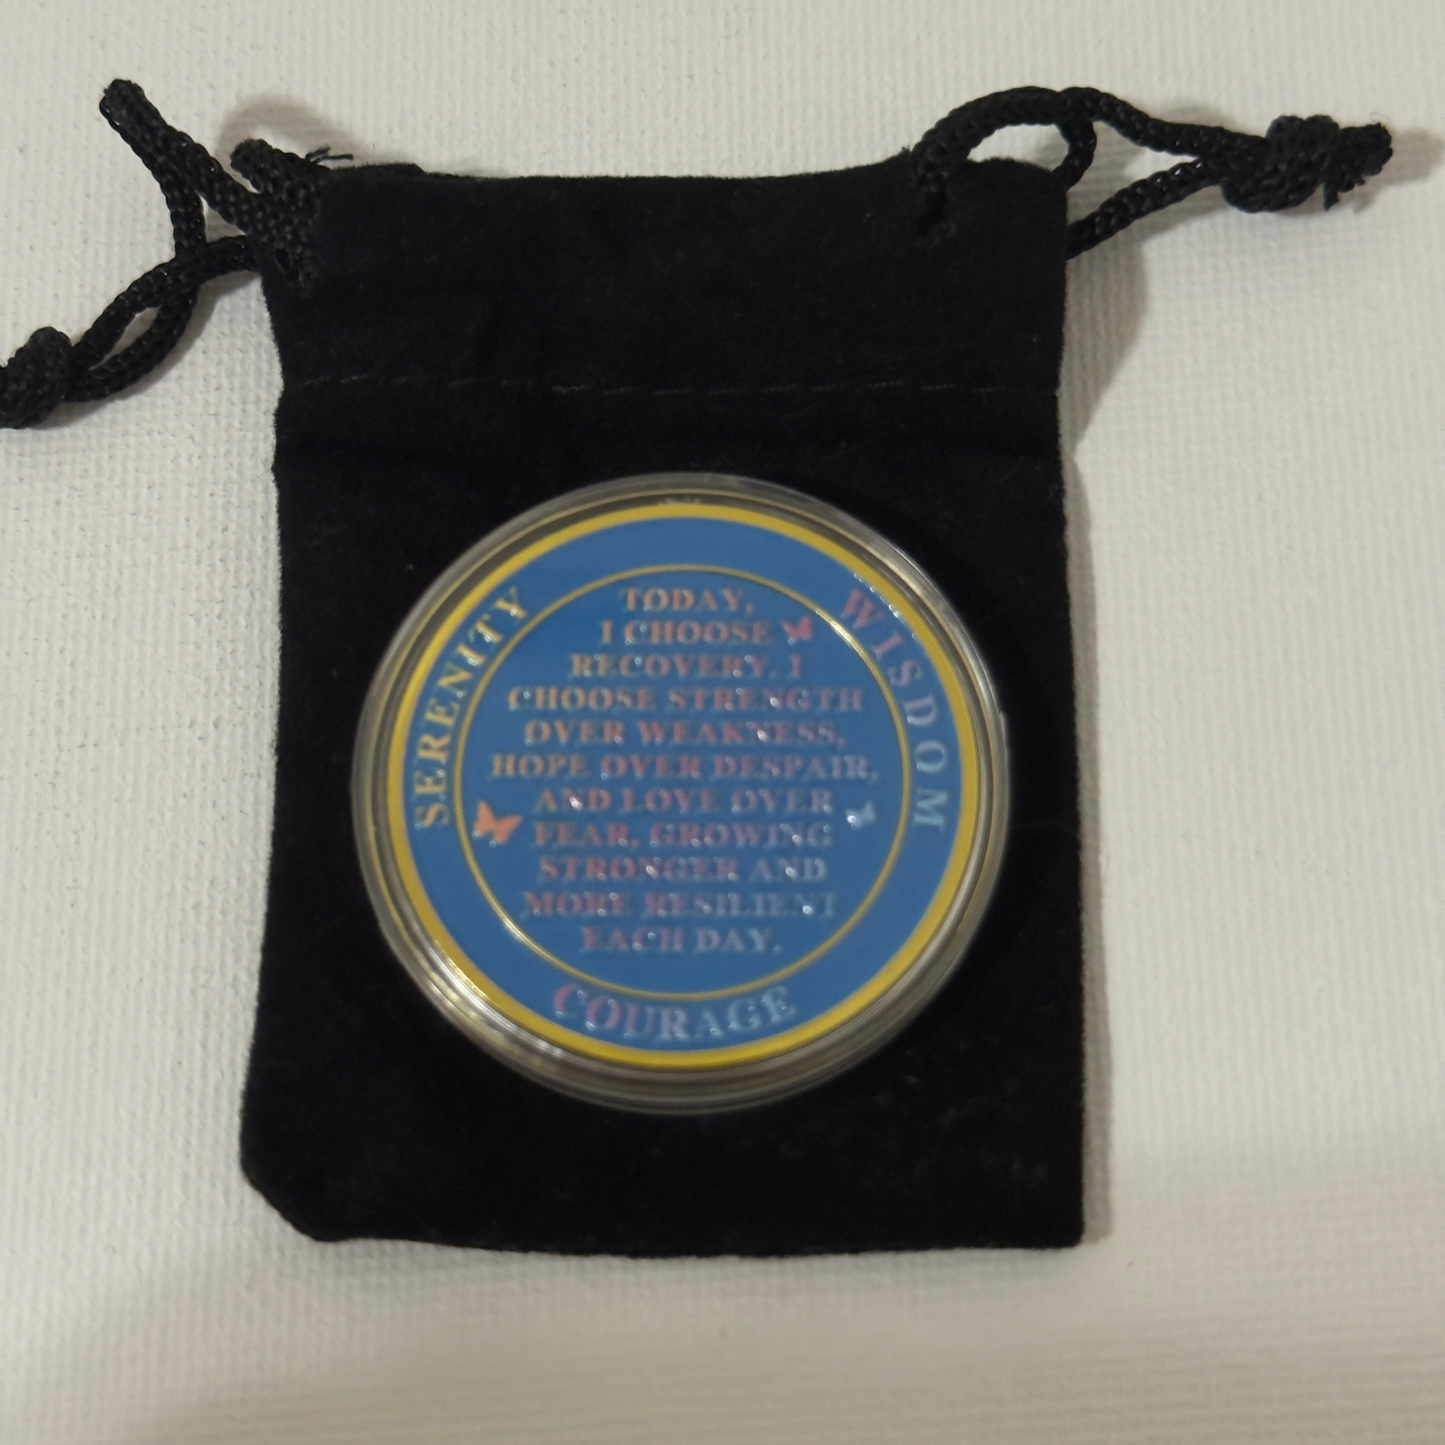 SERENITY
WISDOM
TODAY,
I CHOOSE
RECOVERY. I
CHOOSE STRENGTH
OVER WEAKNESS,
HOPE OVER DESPAIR,
AND LOVE OVER
FEAR, GROWING
STRONGER AND
MORE RESILIENT
EACH DAY.
COURAGE